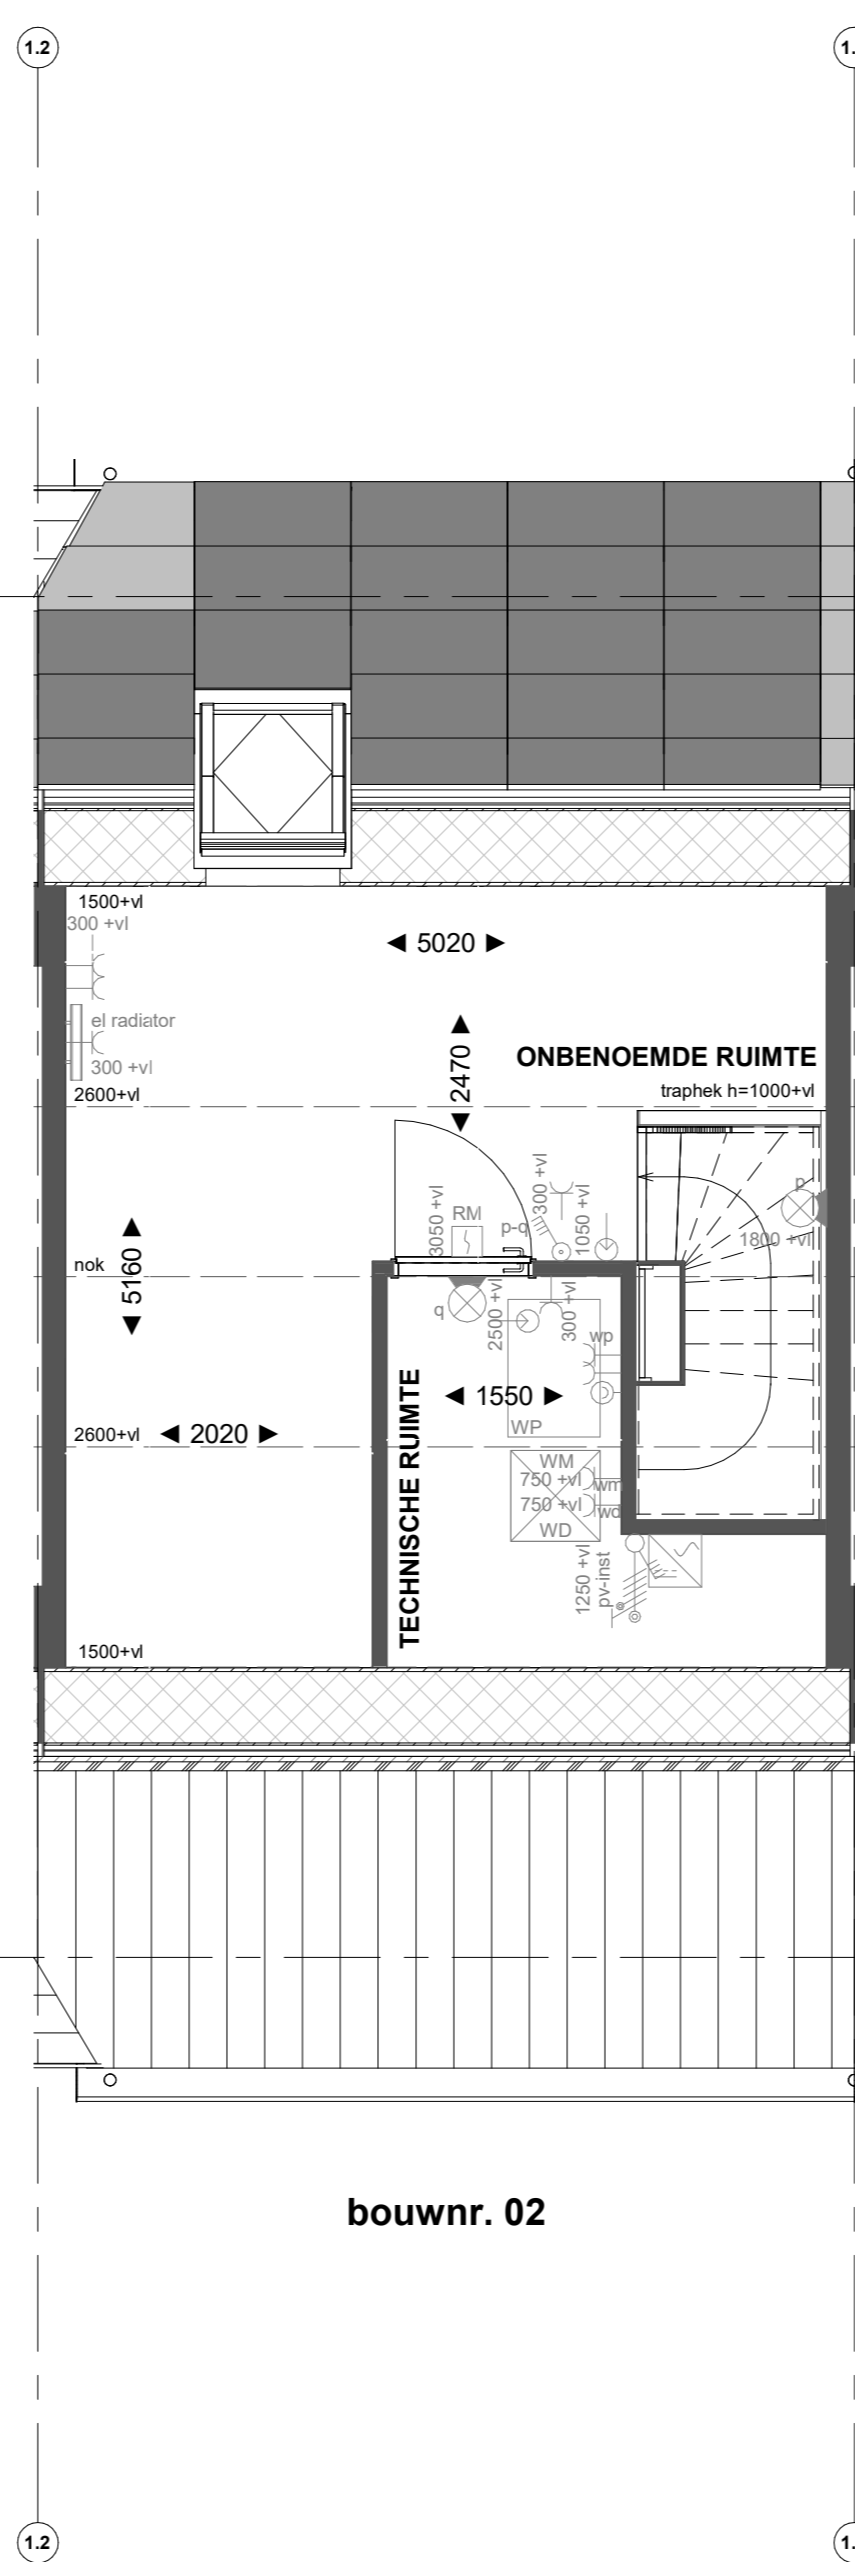 1.2
1.
1500+vl
300 +vl
5020
el radiator
300 +vl
2470
ONBENOEMDE RUIMTE
2600+vl
traphek h=1000+vl
3050 +vl
RM
p-q
300 +vl
1050 +vl
p
1800 +vl
nok
5160
q
2500 +vl
300 +vl
wp
1550
WP
TECHNISCHE RUIMTE
2600+vl
2020
WM
750 +vl
wm
750 +vl
wd
WD
1250 +vl
pv-inst
1500+vl
bouwnr. 02
1.2
1.